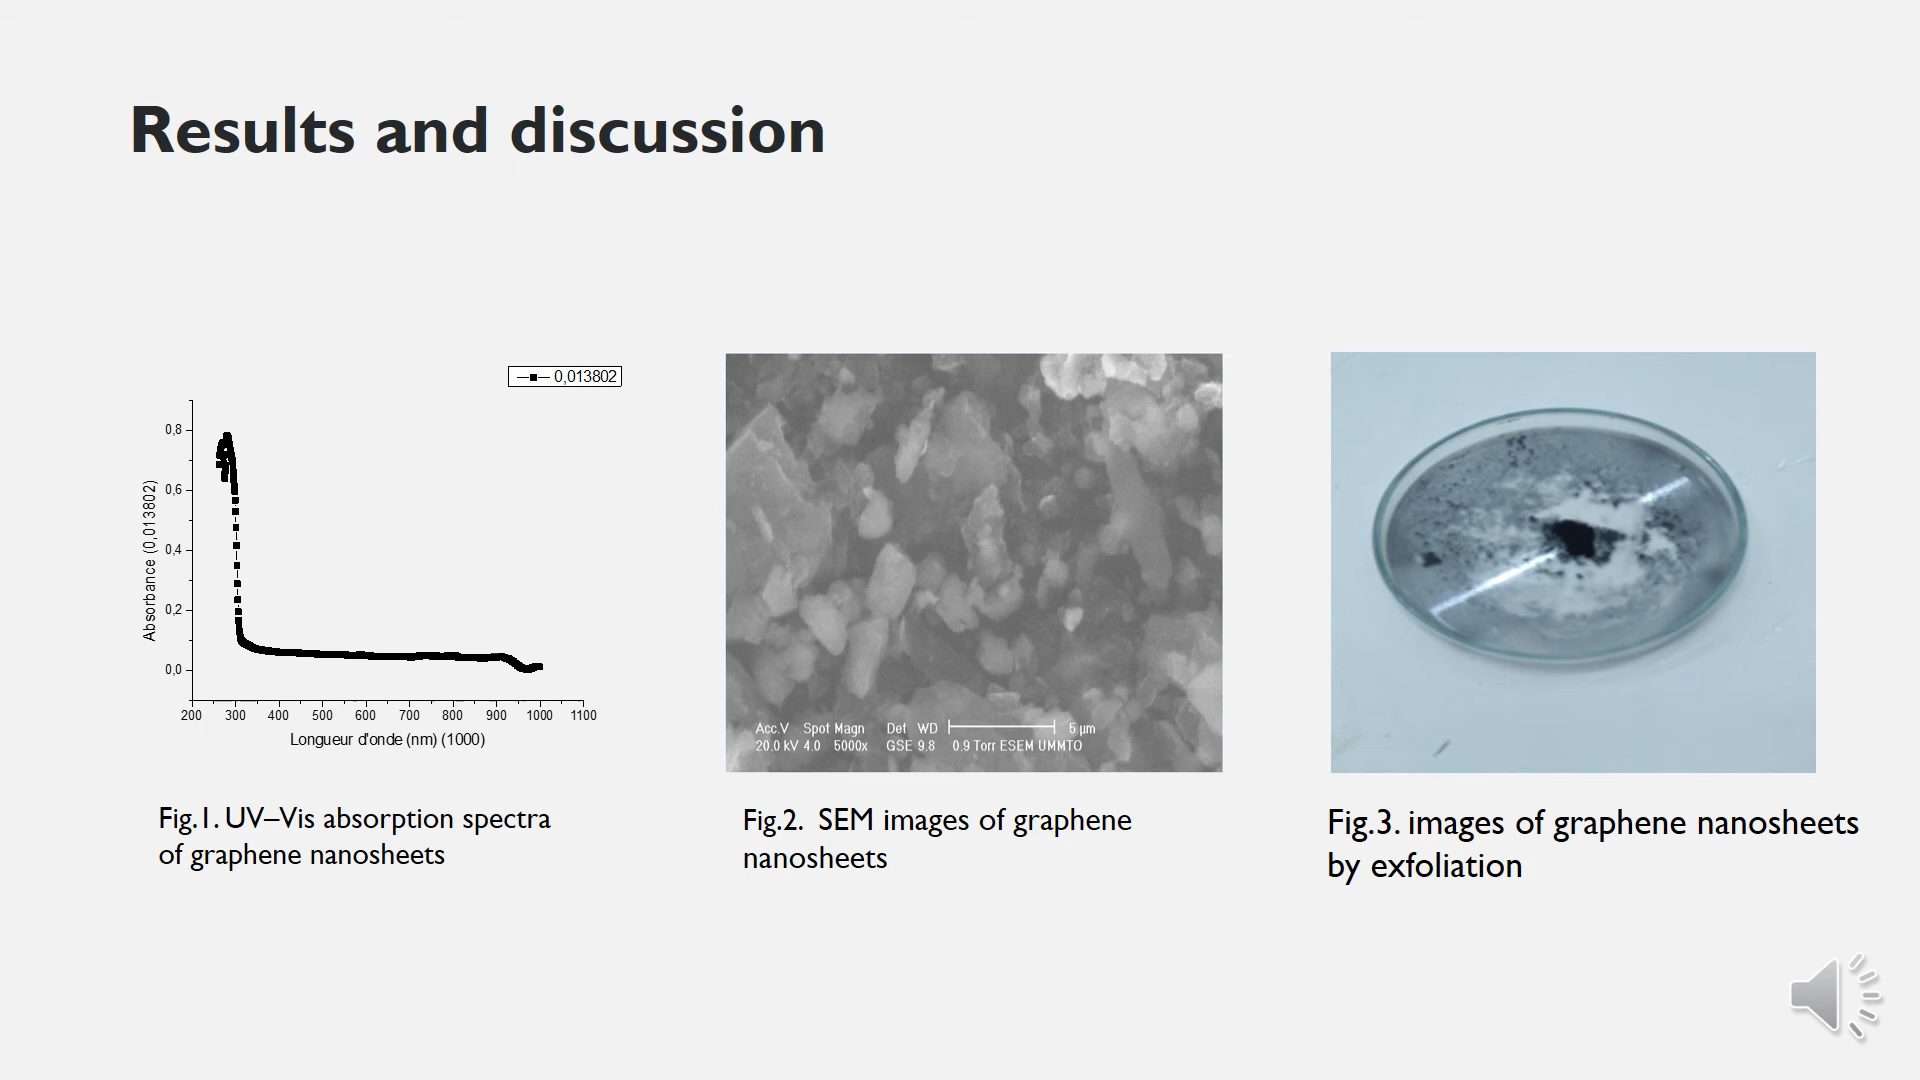 Results and discussion
0,013802
Absorbance (0,013802)
0,8
0,6
0,4
0,2
0,0
200 300 400 500 600 700 800 900 1000 1100
Longueur d'onde (nm) (1000)
Fig.1. UV–Vis absorption spectra
of graphene nanosheets
Acc.V Spot Magn Det WD 5 µm
20.0 kV 4.0 5000x GSE 9.8 0.9 Torr ESEM UMMTO
Fig.2. SEM images of graphene
nanosheets
Fig.3. images of graphene nanosheets
by exfoliation